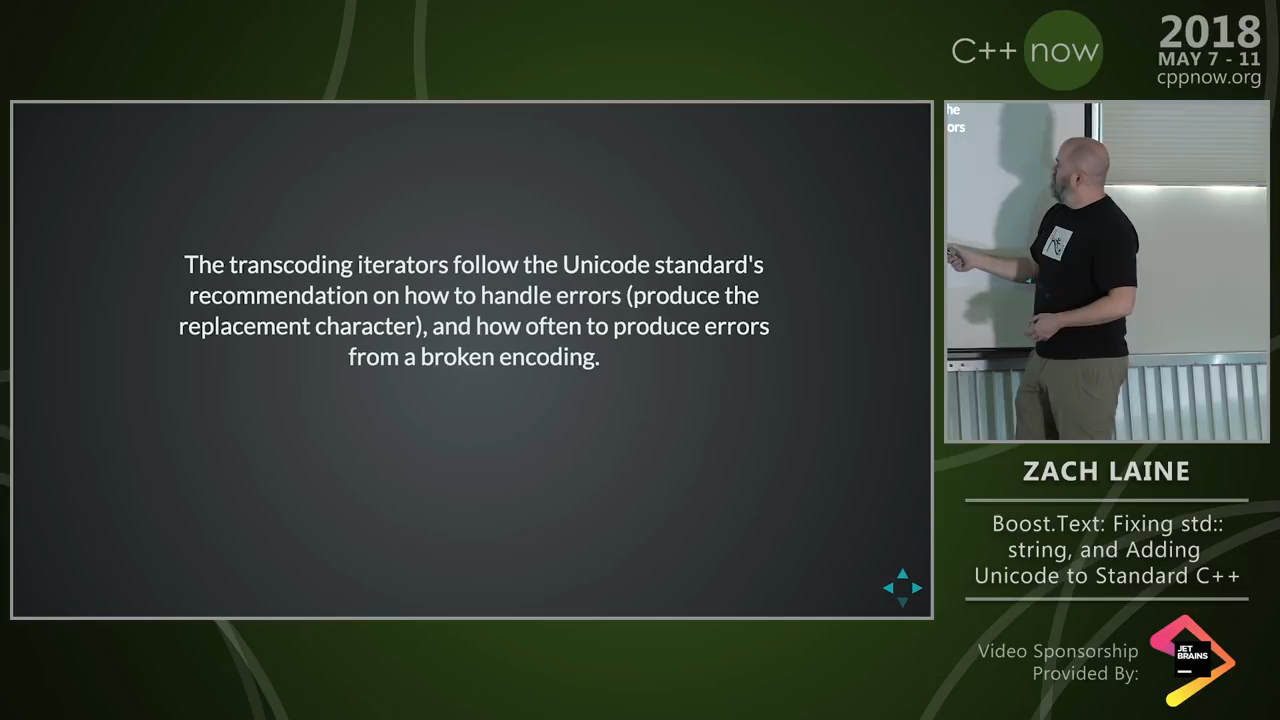 C++ now
2018
MAY 7 - 11
cppnow.org
The transcoding iterators follow the Unicode standard's
recommendation on how to handle errors (produce the
replacement character), and how often to produce errors
from a broken encoding.
he
ors
ZACH LAINE
Boost.Text: Fixing std::
string, and Adding
Unicode to Standard C++
Video Sponsorship
Provided By:
JET
BRAINS